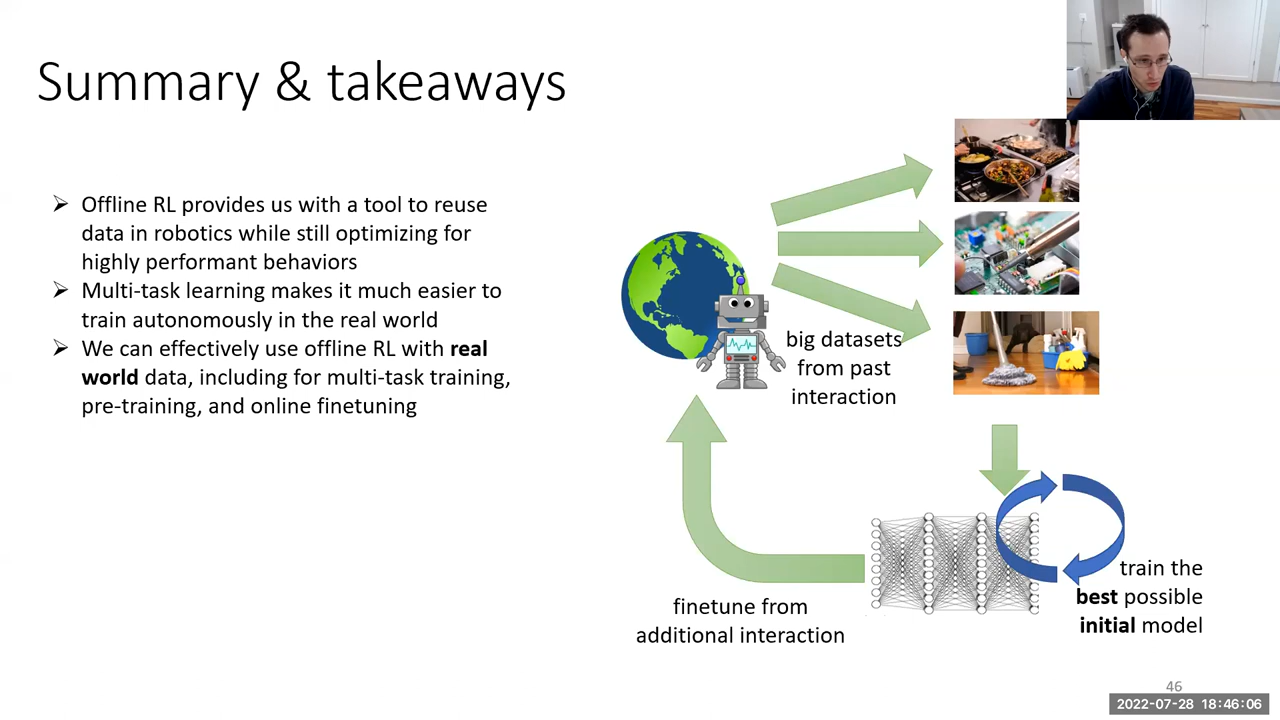 Summary & takeaways
➢ Offline RL provides us with a tool to reuse
data in robotics while still optimizing for
highly performant behaviors
➢ Multi-task learning makes it much easier to
train autonomously in the real world
➢ We can effectively use offline RL with real
world data, including for multi-task training,
pre-training, and online finetuning
big datasets
from past
interaction
train the
best possible
initial model
finetune from
additional interaction
46
2022-07-28 18:46:06